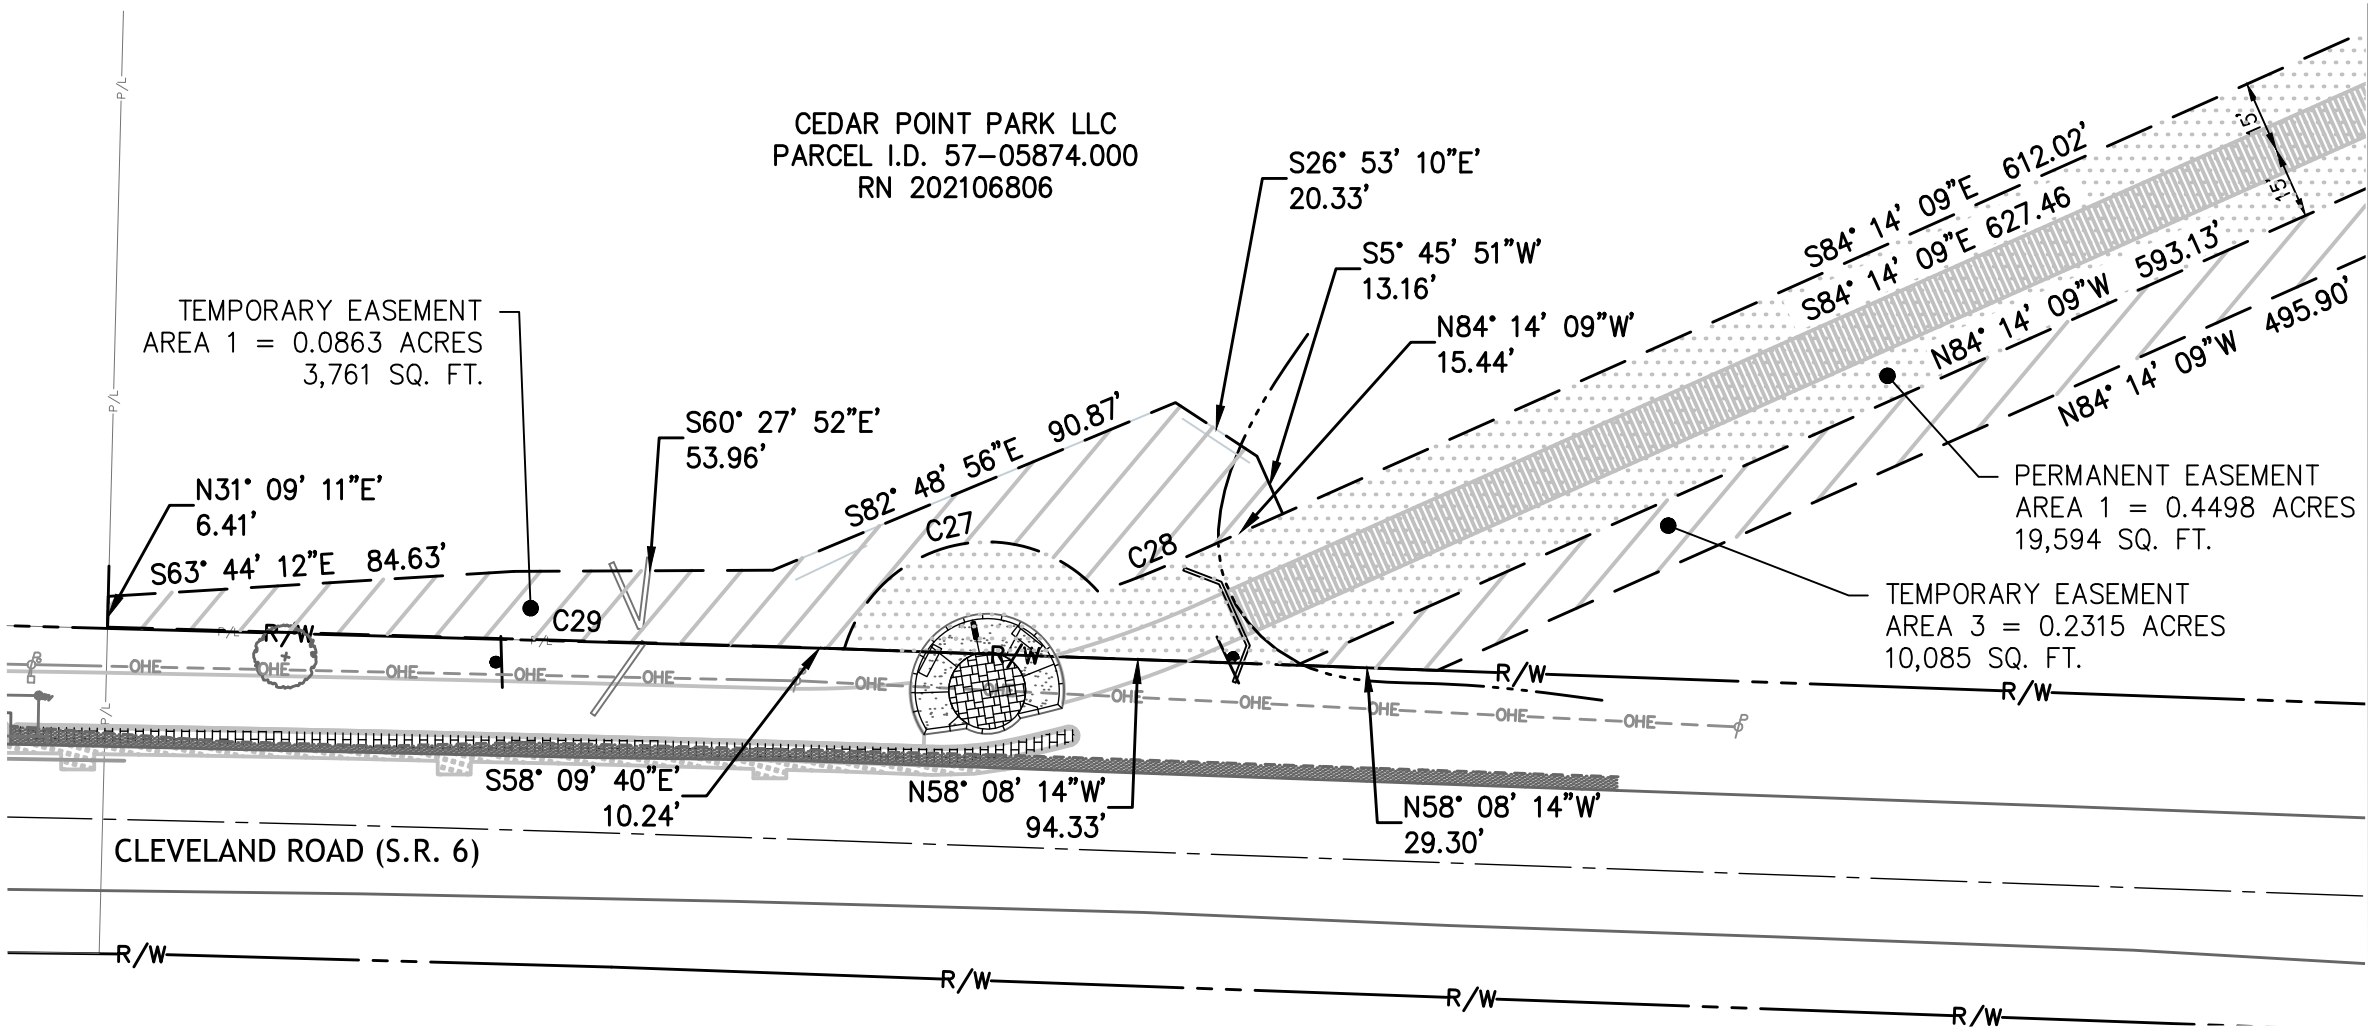 P/L
CEDAR POINT PARK LLC
PARCEL I.D. 57-05874.000
RN 202106806
S26° 53' 10"E'
20.33'
S5° 45' 51"W'
13.16'
N84° 14' 09"W'
15.44'
S84° 14' 09"E 612.02'
S84° 14' 09"E 627.46
N84° 14' 09"W 593.13'
N84° 14' 09"W 495.90'
15'
15'
TEMPORARY EASEMENT
AREA 1 = 0.0863 ACRES
3,761 SQ. FT.
P/L
S60° 27' 52"E'
53.96'
S82° 48' 56"E 90.87'
N31° 09' 11"E'
6.41'
S63° 44' 12"E 84.63'
C27
C28
C29
PERMANENT EASEMENT
AREA 1 = 0.4498 ACRES
19,594 SQ. FT.
TEMPORARY EASEMENT
AREA 3 = 0.2315 ACRES
10,085 SQ. FT.
P/L
R/W
P/L
R/W
R/W
R/W
OHE OHE OHE OHE OHE OHE OHE OHE OHE OHE OHE OHE OHE
P/L
S58° 09' 40"E'
10.24'
N58° 08' 14"W'
94.33'
N58° 08' 14"W'
29.30'
CLEVELAND ROAD (S.R. 6)
R/W
R/W
R/W
R/W